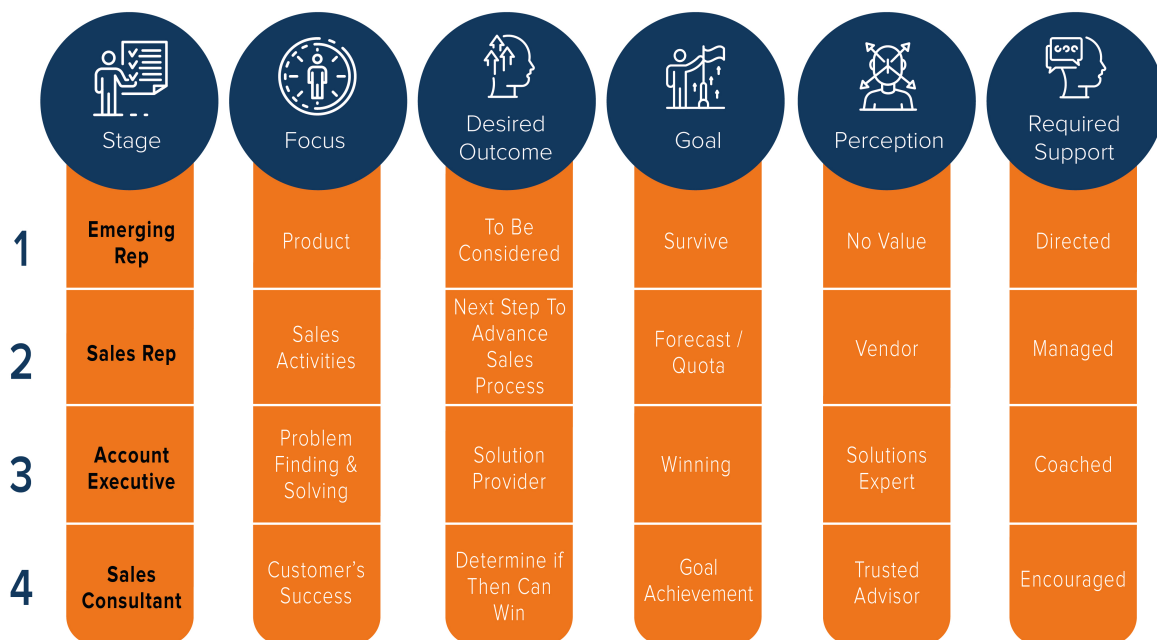 Stage
Focus
Desired
Outcome
Goal
Perception
Required
Support
1
Emerging
Rep
Product
To Be
Considered
Survive
No Value
Directed
2
Sales Rep
Sales
Activities
Next Step To
Advance
Sales
Process
Forecast /
Quota
Vendor
Managed
3
Account
Executive
Problem
Finding &
Solving
Solution
Provider
Winning
Solutions
Expert
Coached
4
Sales
Consultant
Customer's
Success
Determine if
Then Can
Win
Goal
Achievement
Trusted
Advisor
Encouraged